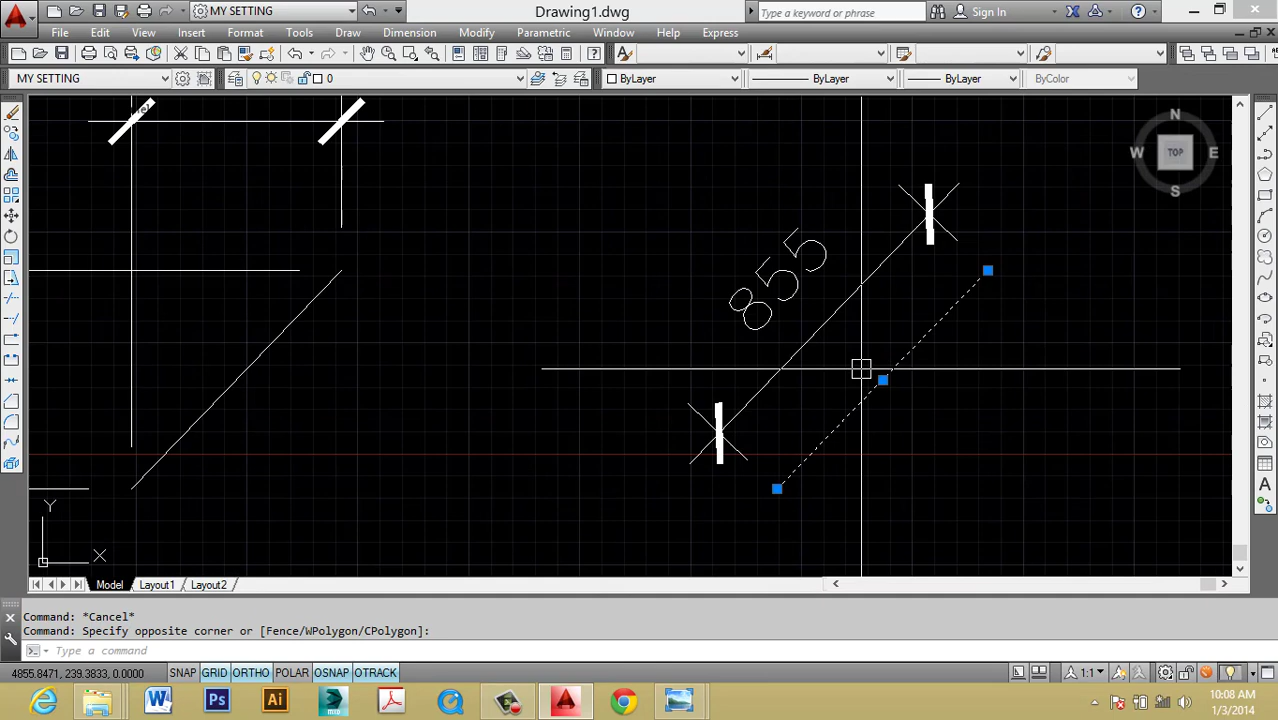 MY SETTING
Drawing1.dwg
Type a keyword or phrase
Sign In
File Edit View Insert Format Tools Draw Dimension Modify Parametric Window Help Express
MY SETTING
0
ByLayer
ByLayer
ByLayer
ByColor
N
W TOP E
S
855
Y
X
Model Layout1 Layout2
Command: *Cancel*
Command: Specify opposite corner or [Fence/WPolygon/CPolygon]:
Type a command
4855.8471, 239.3833, 0.0000 SNAP GRID ORTHO POLAR OSNAP OTRACK 1:1
10:08 AM
1/3/2014